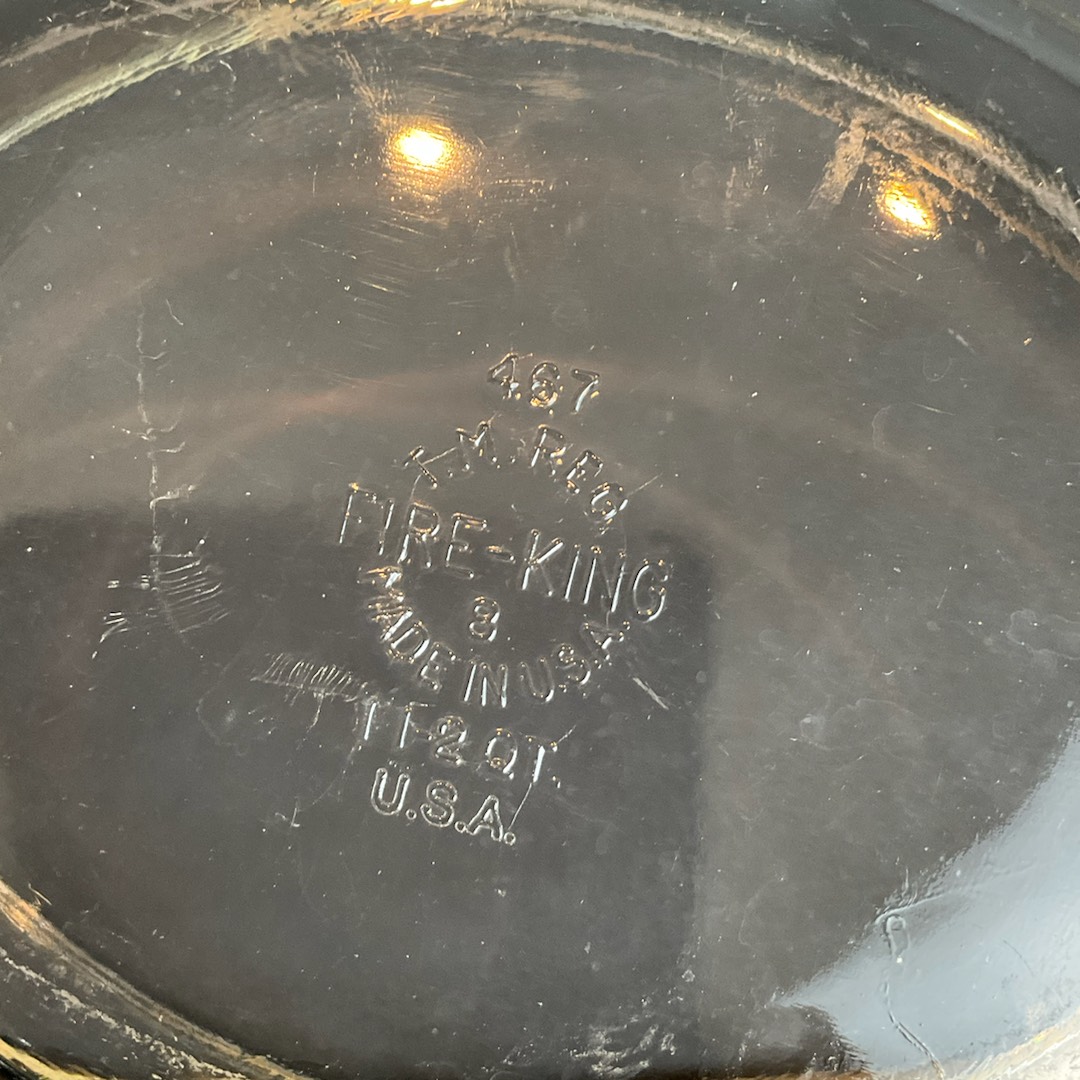 467
T.M. REG
FIRE-KING
8
MADE IN U.S.A.
1 1-2 QT.
U.S.A.